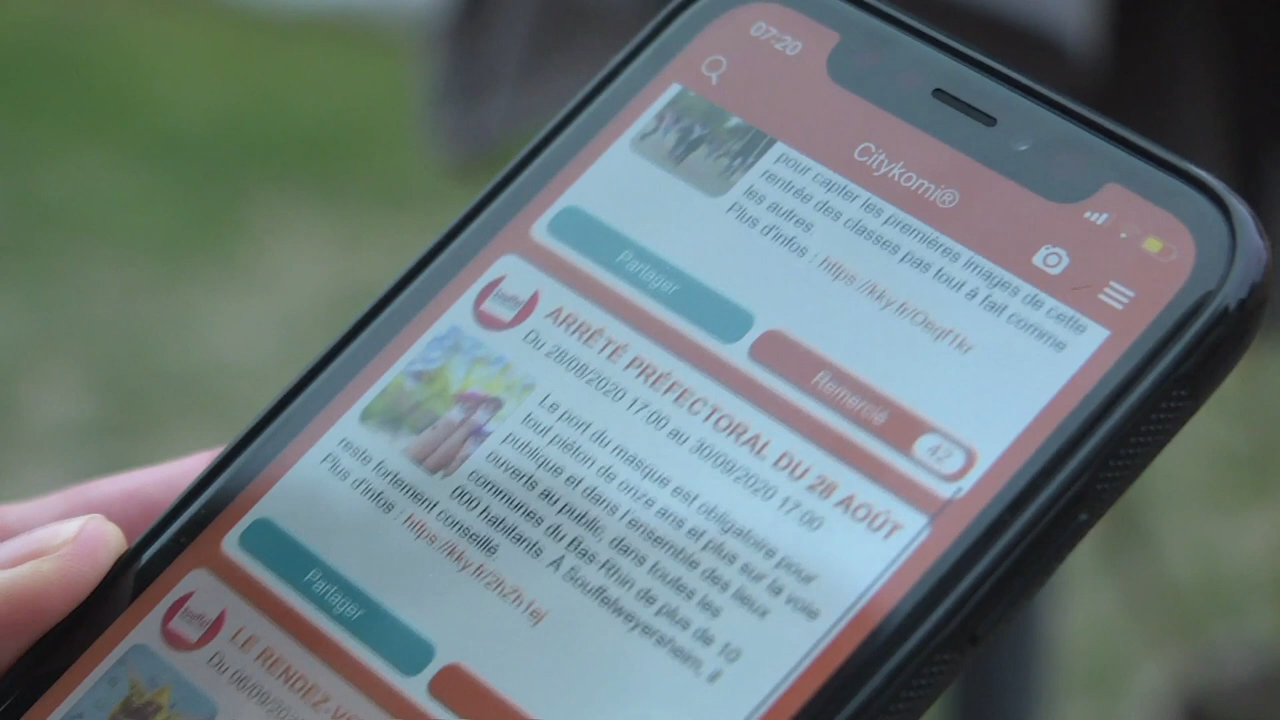 07:20
Citykomi®
pour capter les premières images de cette
rentrée des classes pas tout à fait comme
les autres.
Plus d'infos : https://kky.fr/
Partager
Remercié
42
ARRÊTÉ PRÉFECTORAL DU 28 AOÛT
Du 28/08/2020 17:00 au 30/09/2020 17:00
Le port du masque est obligatoire pour
tout piéton de onze ans et plus sur la voie
publique et dans l'ensemble des lieux
ouverts au public, dans toutes les
communes du Bas Rhin de plus de 10
000 habitants. À Souffelweyersheim, il
reste fortement conseillé.
Plus d'infos : https://kky.fr/2hZh1ej
Partager
LE RENDEZ-
Du 06/09/